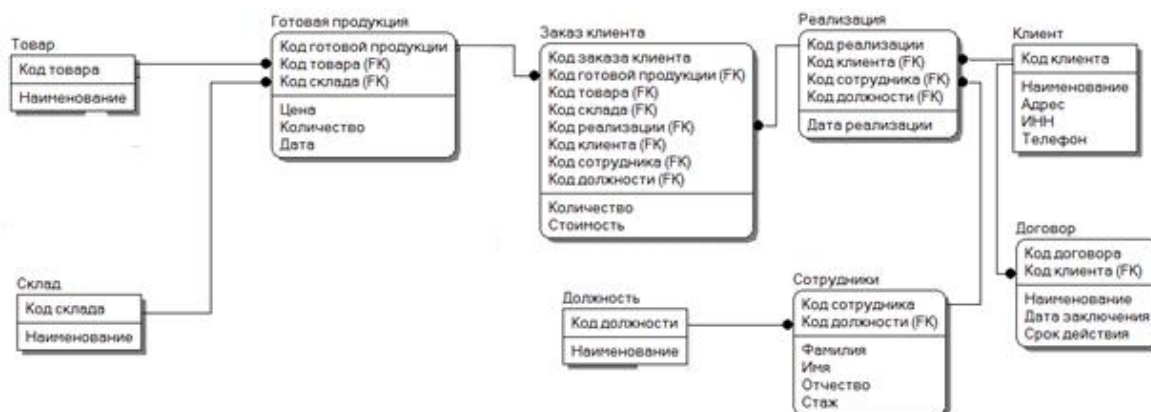 Товар
Код товара
Наименование
Готовая продукция
Код готовой продукции
Код товара (FK)
Код склада (FK)
Цена
Количество
Дата
Заказ клиента
Код заказа клиента
Код готовой продукции (FK)
Код товара (FK)
Код склада (FK)
Код реализации (FK)
Код клиента (FK)
Код сотрудника (FK)
Код должности (FK)
Количество
Стоимость
Реализация
Код реализации
Код клиента (FK)
Код сотрудника (FK)
Код должности (FK)
Дата реализации
Клиент
Код клиента
Наименование
Адрес
ИНН
Телефон
Склад
Код склада
Наименование
Должность
Код должности
Наименование
Сотрудники
Код сотрудника
Код должности (FK)
Фамилия
Имя
Отчество
Стаж
Договор
Код договора
Код клиента (FK)
Наименование
Дата заключения
Срок действия